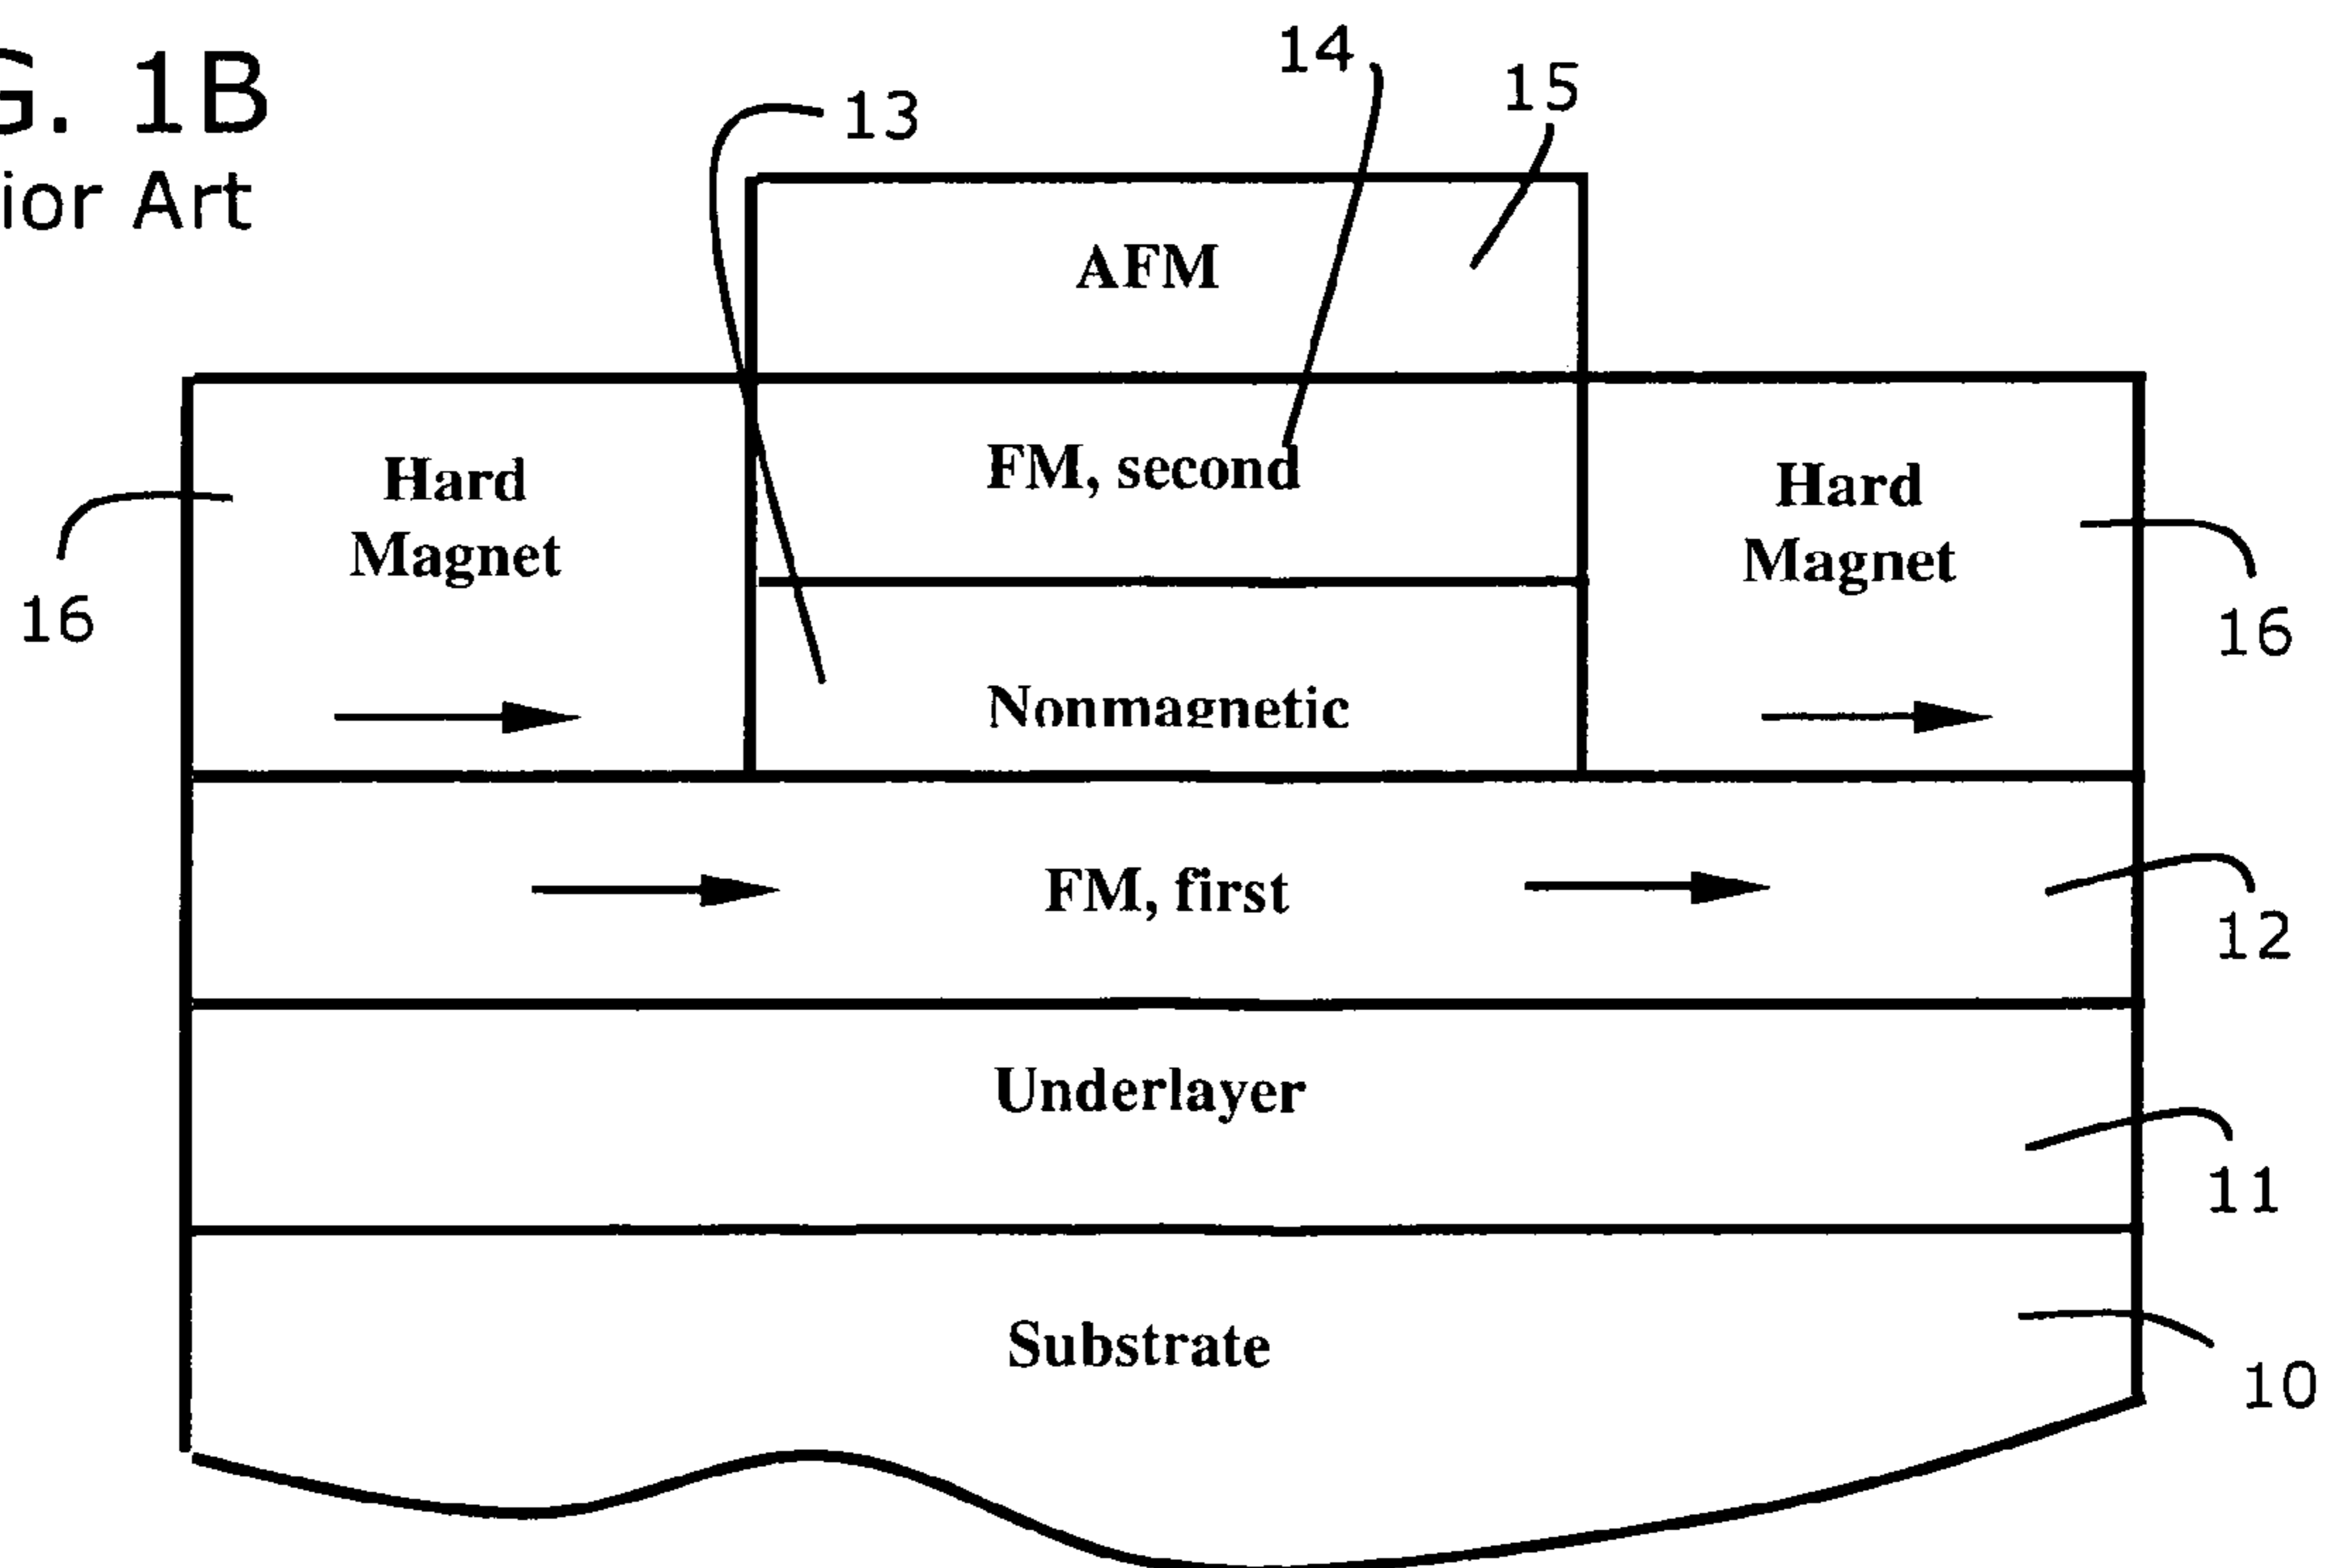 G. 1B
ior Art
14
15
13
AFM
FM, second
Hard
Magnet
Hard
Magnet
16
16
Nonmagnetic
FM, first
12
Underlayer
11
Substrate
10